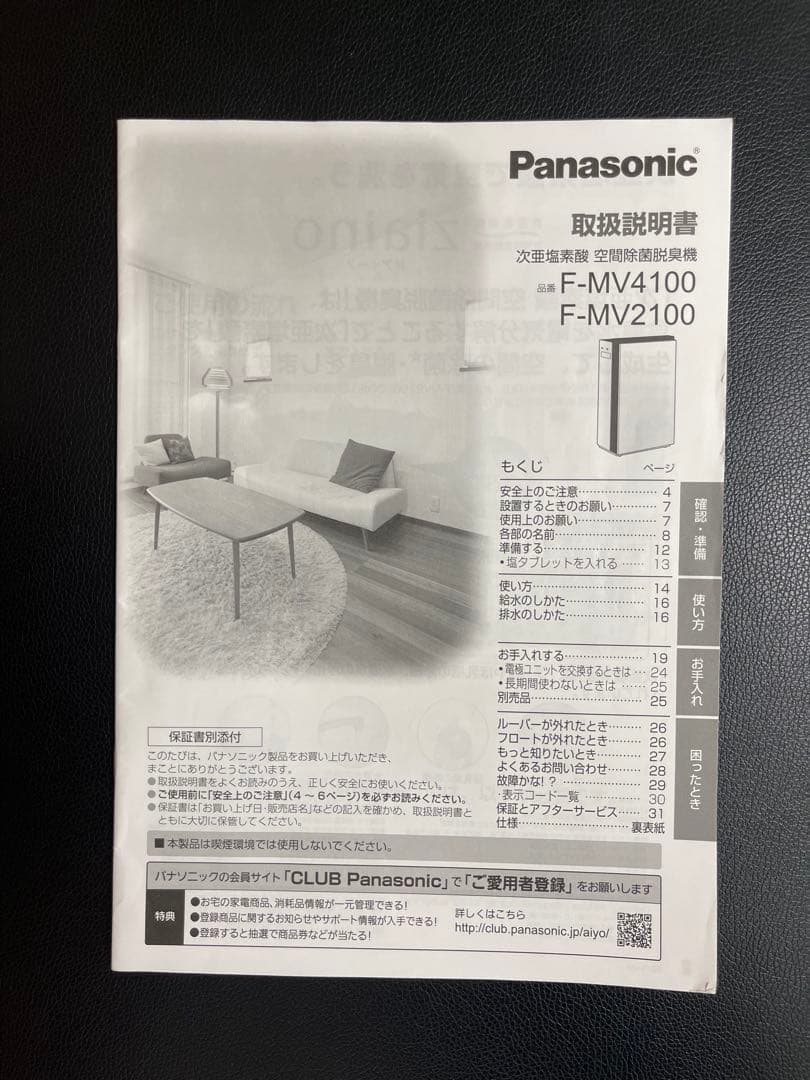 Panasonic®
取扱説明書
次亜塩素酸 空間除菌脱臭機
品番 F-MV4100
F-MV2100
もくじ ページ
安全上のご注意 4
設置するときのお願い 7
使用上のお願い 7
各部の名前 8
準備する 12
・塩タブレットを入れる 13
確認・準備
使い方 14
給水のしかた 16
排水のしかた 16
使い方
お手入れする 19
・電極ユニットを交換するときは 24
・長期間使わないときは 25
別売品 25
お手入れ
ルーバーが外れたとき 26
フロートが外れたとき 26
もっと知りたいとき 27
よくあるお問い合わせ 28
故障かな!? 29
・表示コード一覧 30
保証とアフターサービス 31
仕様 裏表紙
困ったとき
保証書別添付
このたびは、パナソニック製品をお買い上げいただき、
まことにありがとうございます。
●取扱説明書をよくお読みのうえ、正しく安全にお使いください。
●ご使用前に「安全上のご注意」(4～6ページ)を必ずお読みください。
●保証書は「お買い上げ日・販売店名」などの記入を確かめ、取扱説明書と
ともに大切に保管してください。
■本製品は喫煙環境では使用しないでください。
パナソニックの会員サイト「CLUB Panasonic」で「ご愛用者登録」をお願いします
特典
●お宅の家電商品、消耗品情報が一元管理できる!
●登録商品に関するお知らせやサポート情報が入手できる!
●登録すると抽選で商品券などが当たる!
詳しくはこちら
http://club.panasonic.jp/aiyo/
ziaino